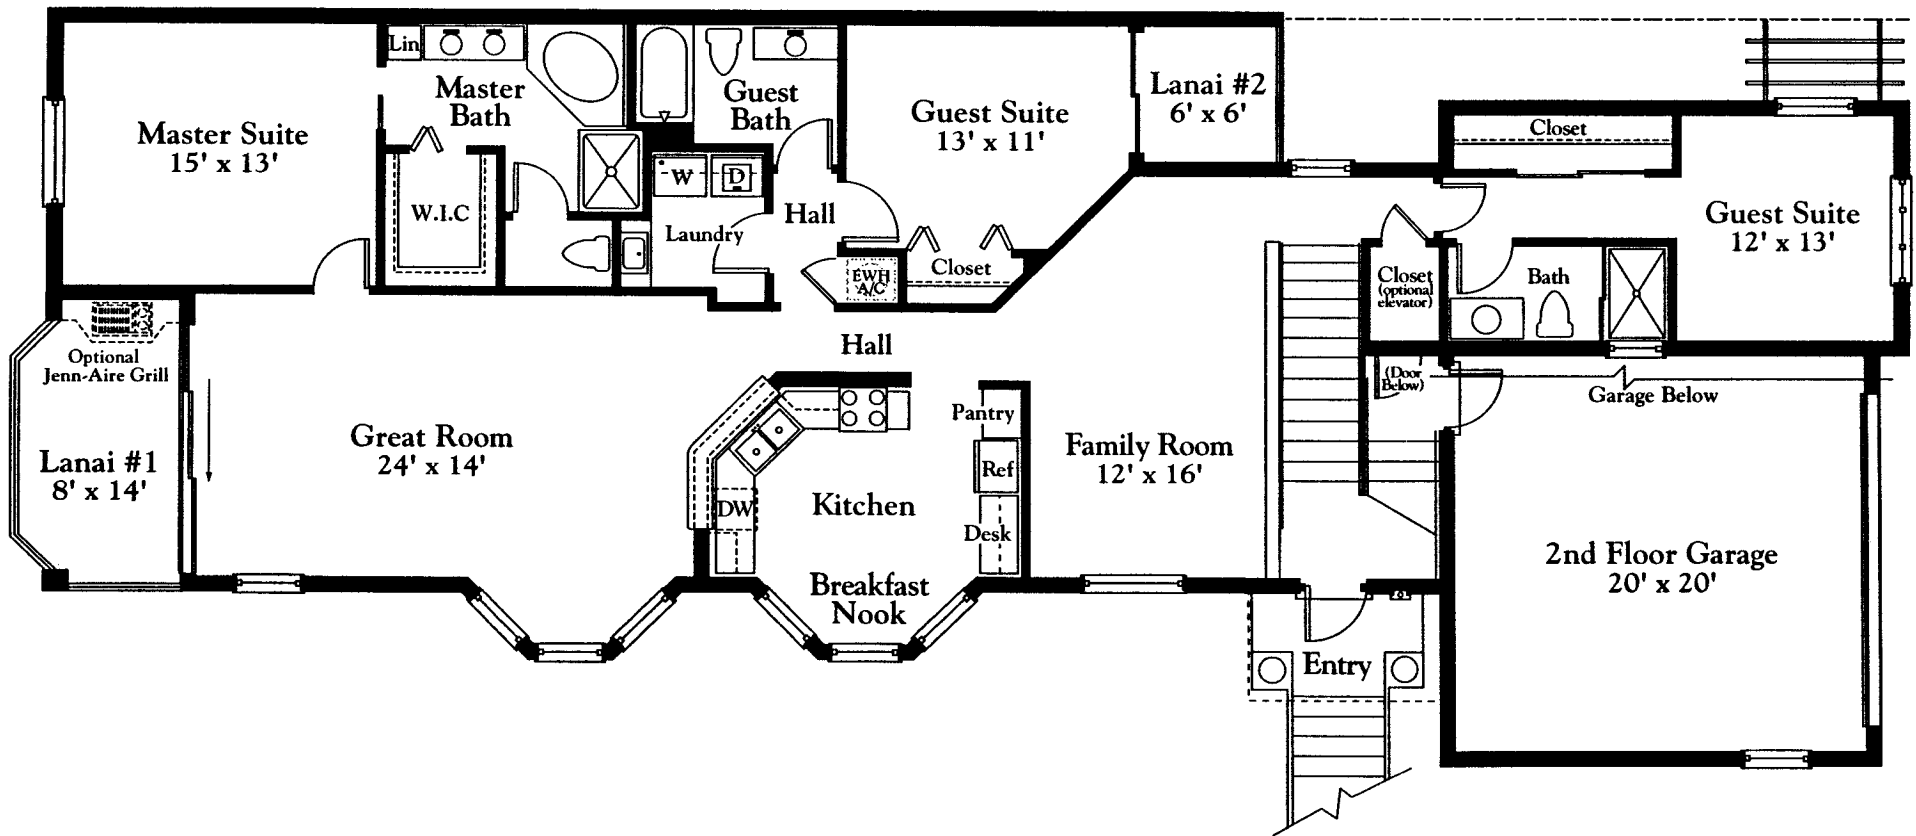 Lin
Master
Bath
Guest
Bath
Master Suite
15' x 13'
Guest Suite
13' x 11'
Lanai #2
6' x 6'
Closet
W.I.C
W
D
Hall
Laundry
Guest Suite
12' x 13'
EWH
A/C
Closet
Closet
(optional
elevator)
Bath
Optional
Jenn-Aire Grill
Hall
(Door
Below)
Garage Below
Great Room
24' x 14'
Pantry
Family Room
12' x 16'
Lanai #1
8' x 14'
Ref
DW
Kitchen
Desk
2nd Floor Garage
20' x 20'
Breakfast
Nook
Entry